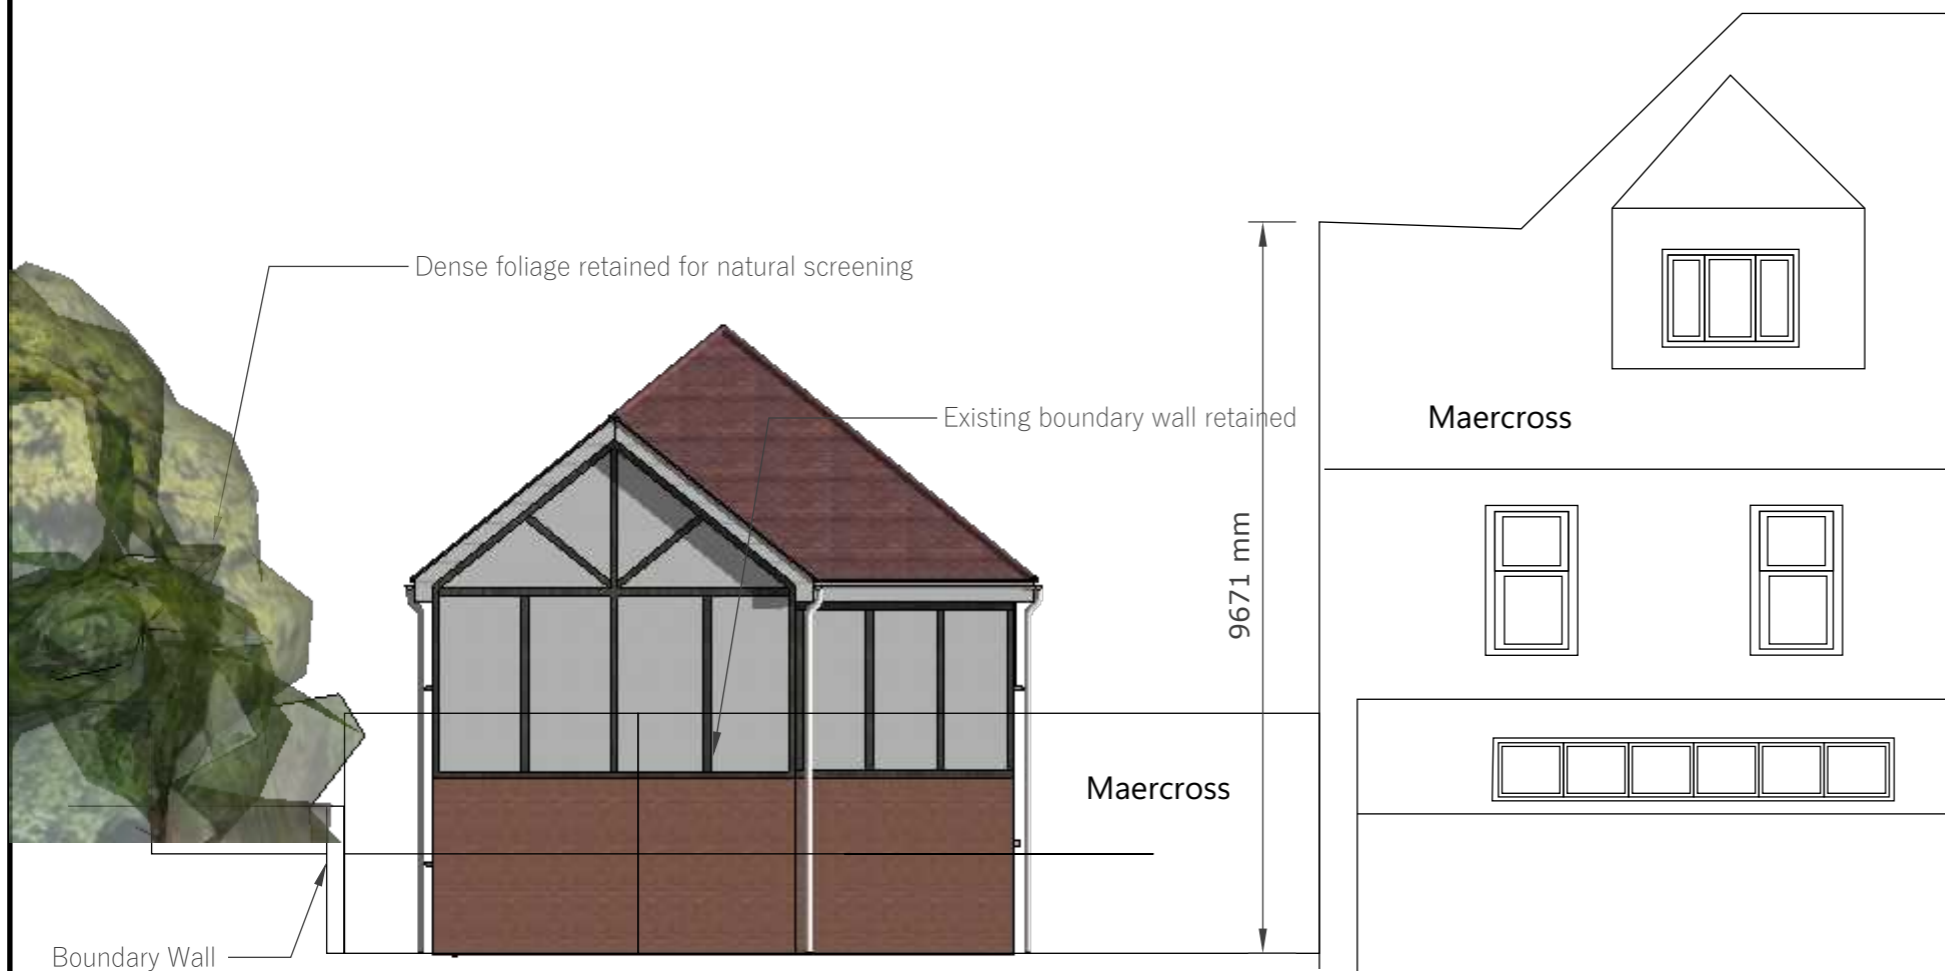 Dense foliage retained for natural screening
Existing boundary wall retained
Maercross
9671 mm
Maercross
Boundary Wall